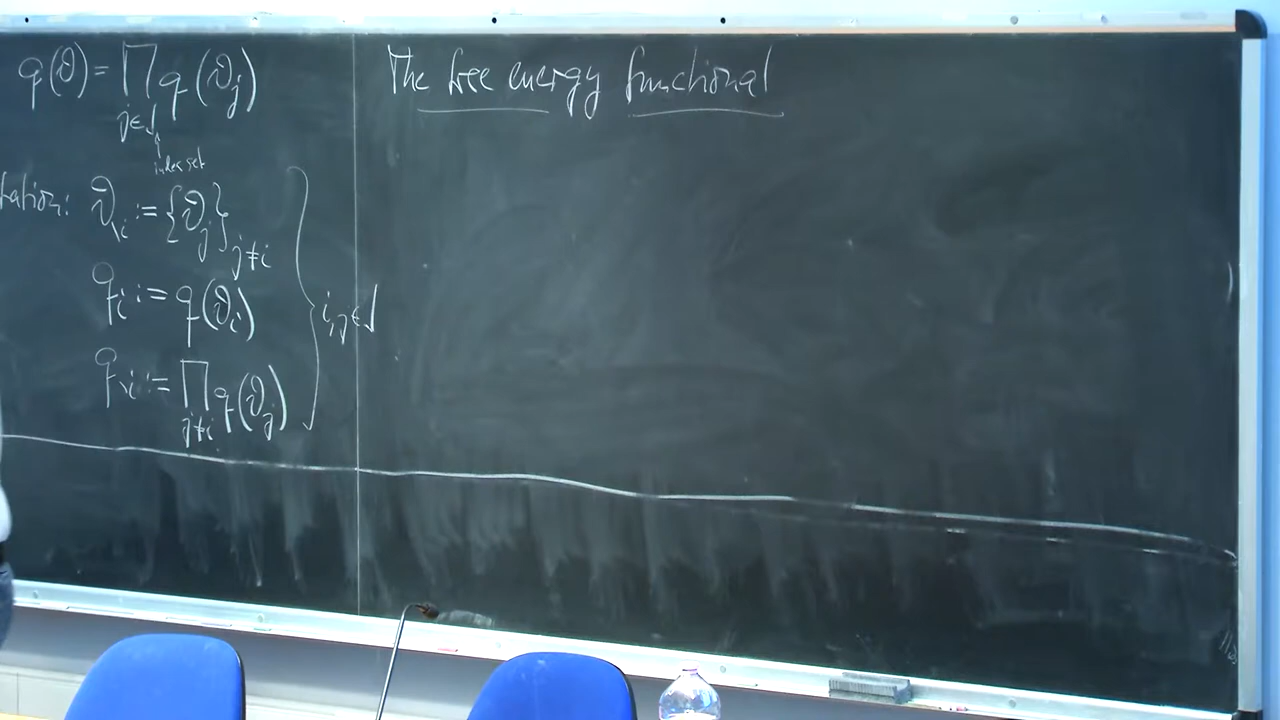 q(ϑ) = ∏_{j∈J} q(ϑ_j)
index set
tation: ϑ_{\i} := {ϑ_j}_{j≠i}
q_i := q(ϑ_i)
q_{\i} := ∏_{j≠i} q(ϑ_j)
} i,j∈J
The free energy functional